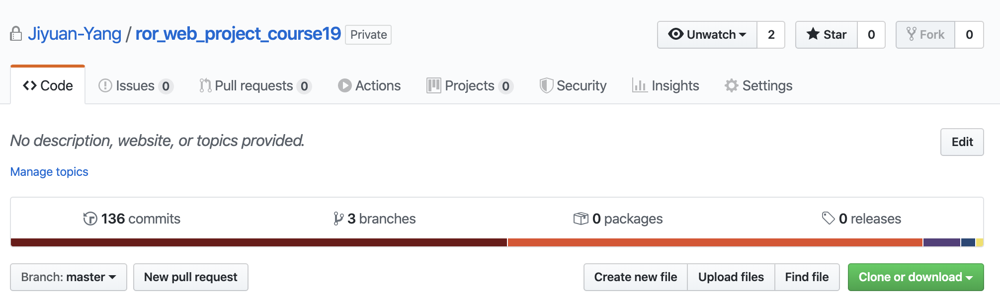 Jiyuan-Yang / ror_web_project_course19 Private Unwatch 2 Star 0 Fork 0
Code Issues 0 Pull requests 0 Actions Projects 0 Security Insights Settings
No description, website, or topics provided. Edit
Manage topics
136 commits 3 branches 0 packages 0 releases
Branch: master New pull request Create new file Upload files Find file Clone or download